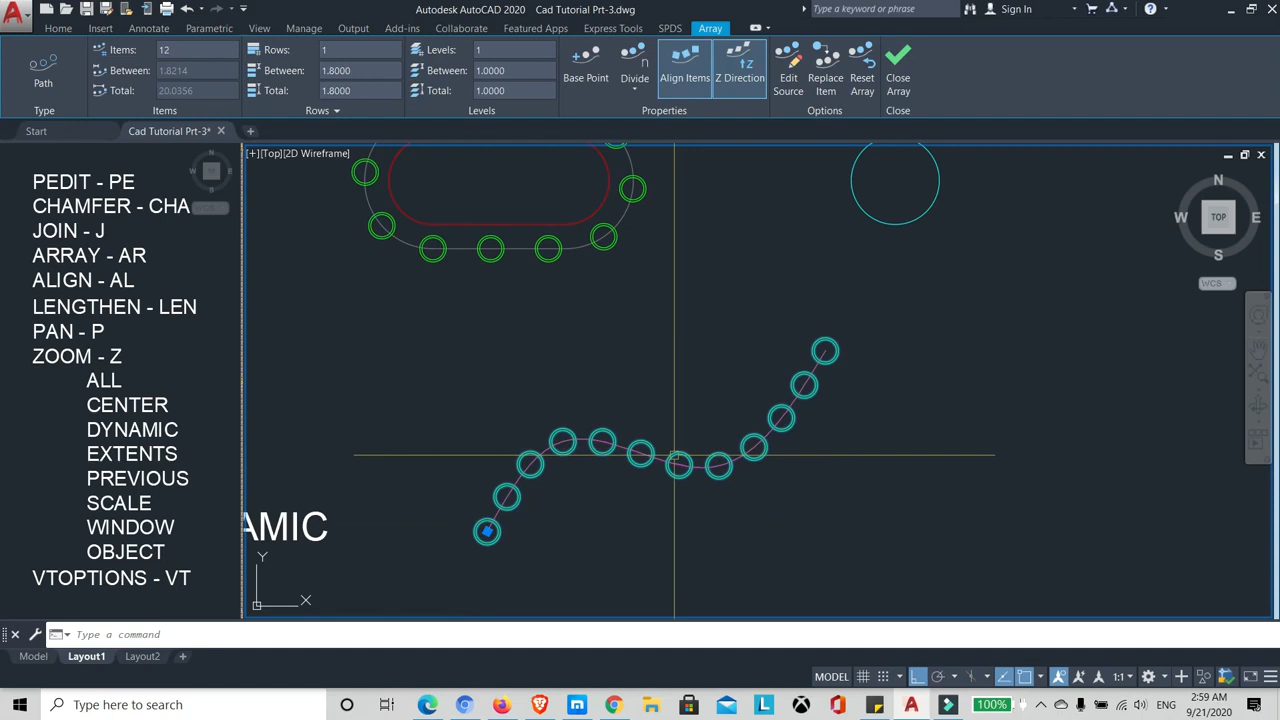 Autodesk AutoCAD 2020 Cad Tutorial Prt-3.dwg
Type a keyword or phrase
Sign In
Home Insert Annotate Parametric View Manage Output Add-ins Collaborate Featured Apps Express Tools SPDS Array
Items: 12 Rows: 1 Levels: 1
Between: 1.8214 Between: 1.8000 Between: 1.0000
Total: 20.0356 Total: 1.8000 Total: 1.0000
Path
Base Point Divide Align Items Z Direction
Edit Source
Replace Item
Reset Array
Close Array
Type Items Rows Levels Properties Options Close
Start Cad Tutorial Prt-3*
[+][Top][2D Wireframe]
PEDIT - PE
CHAMFER - CHA
JOIN - J
ARRAY - AR
ALIGN - AL
LENGTHEN - LEN
PAN - P
ZOOM - Z
ALL
CENTER
DYNAMIC
EXTENTS
PREVIOUS
SCALE
WINDOW
OBJECT
VTOPTIONS - VT
AMIC
N
W TOP E
S
WCS
Y
X
Type a command
Model Layout1 Layout2
MODEL
1:1
Type here to search
100%
ENG
2:59 AM
9/21/2020